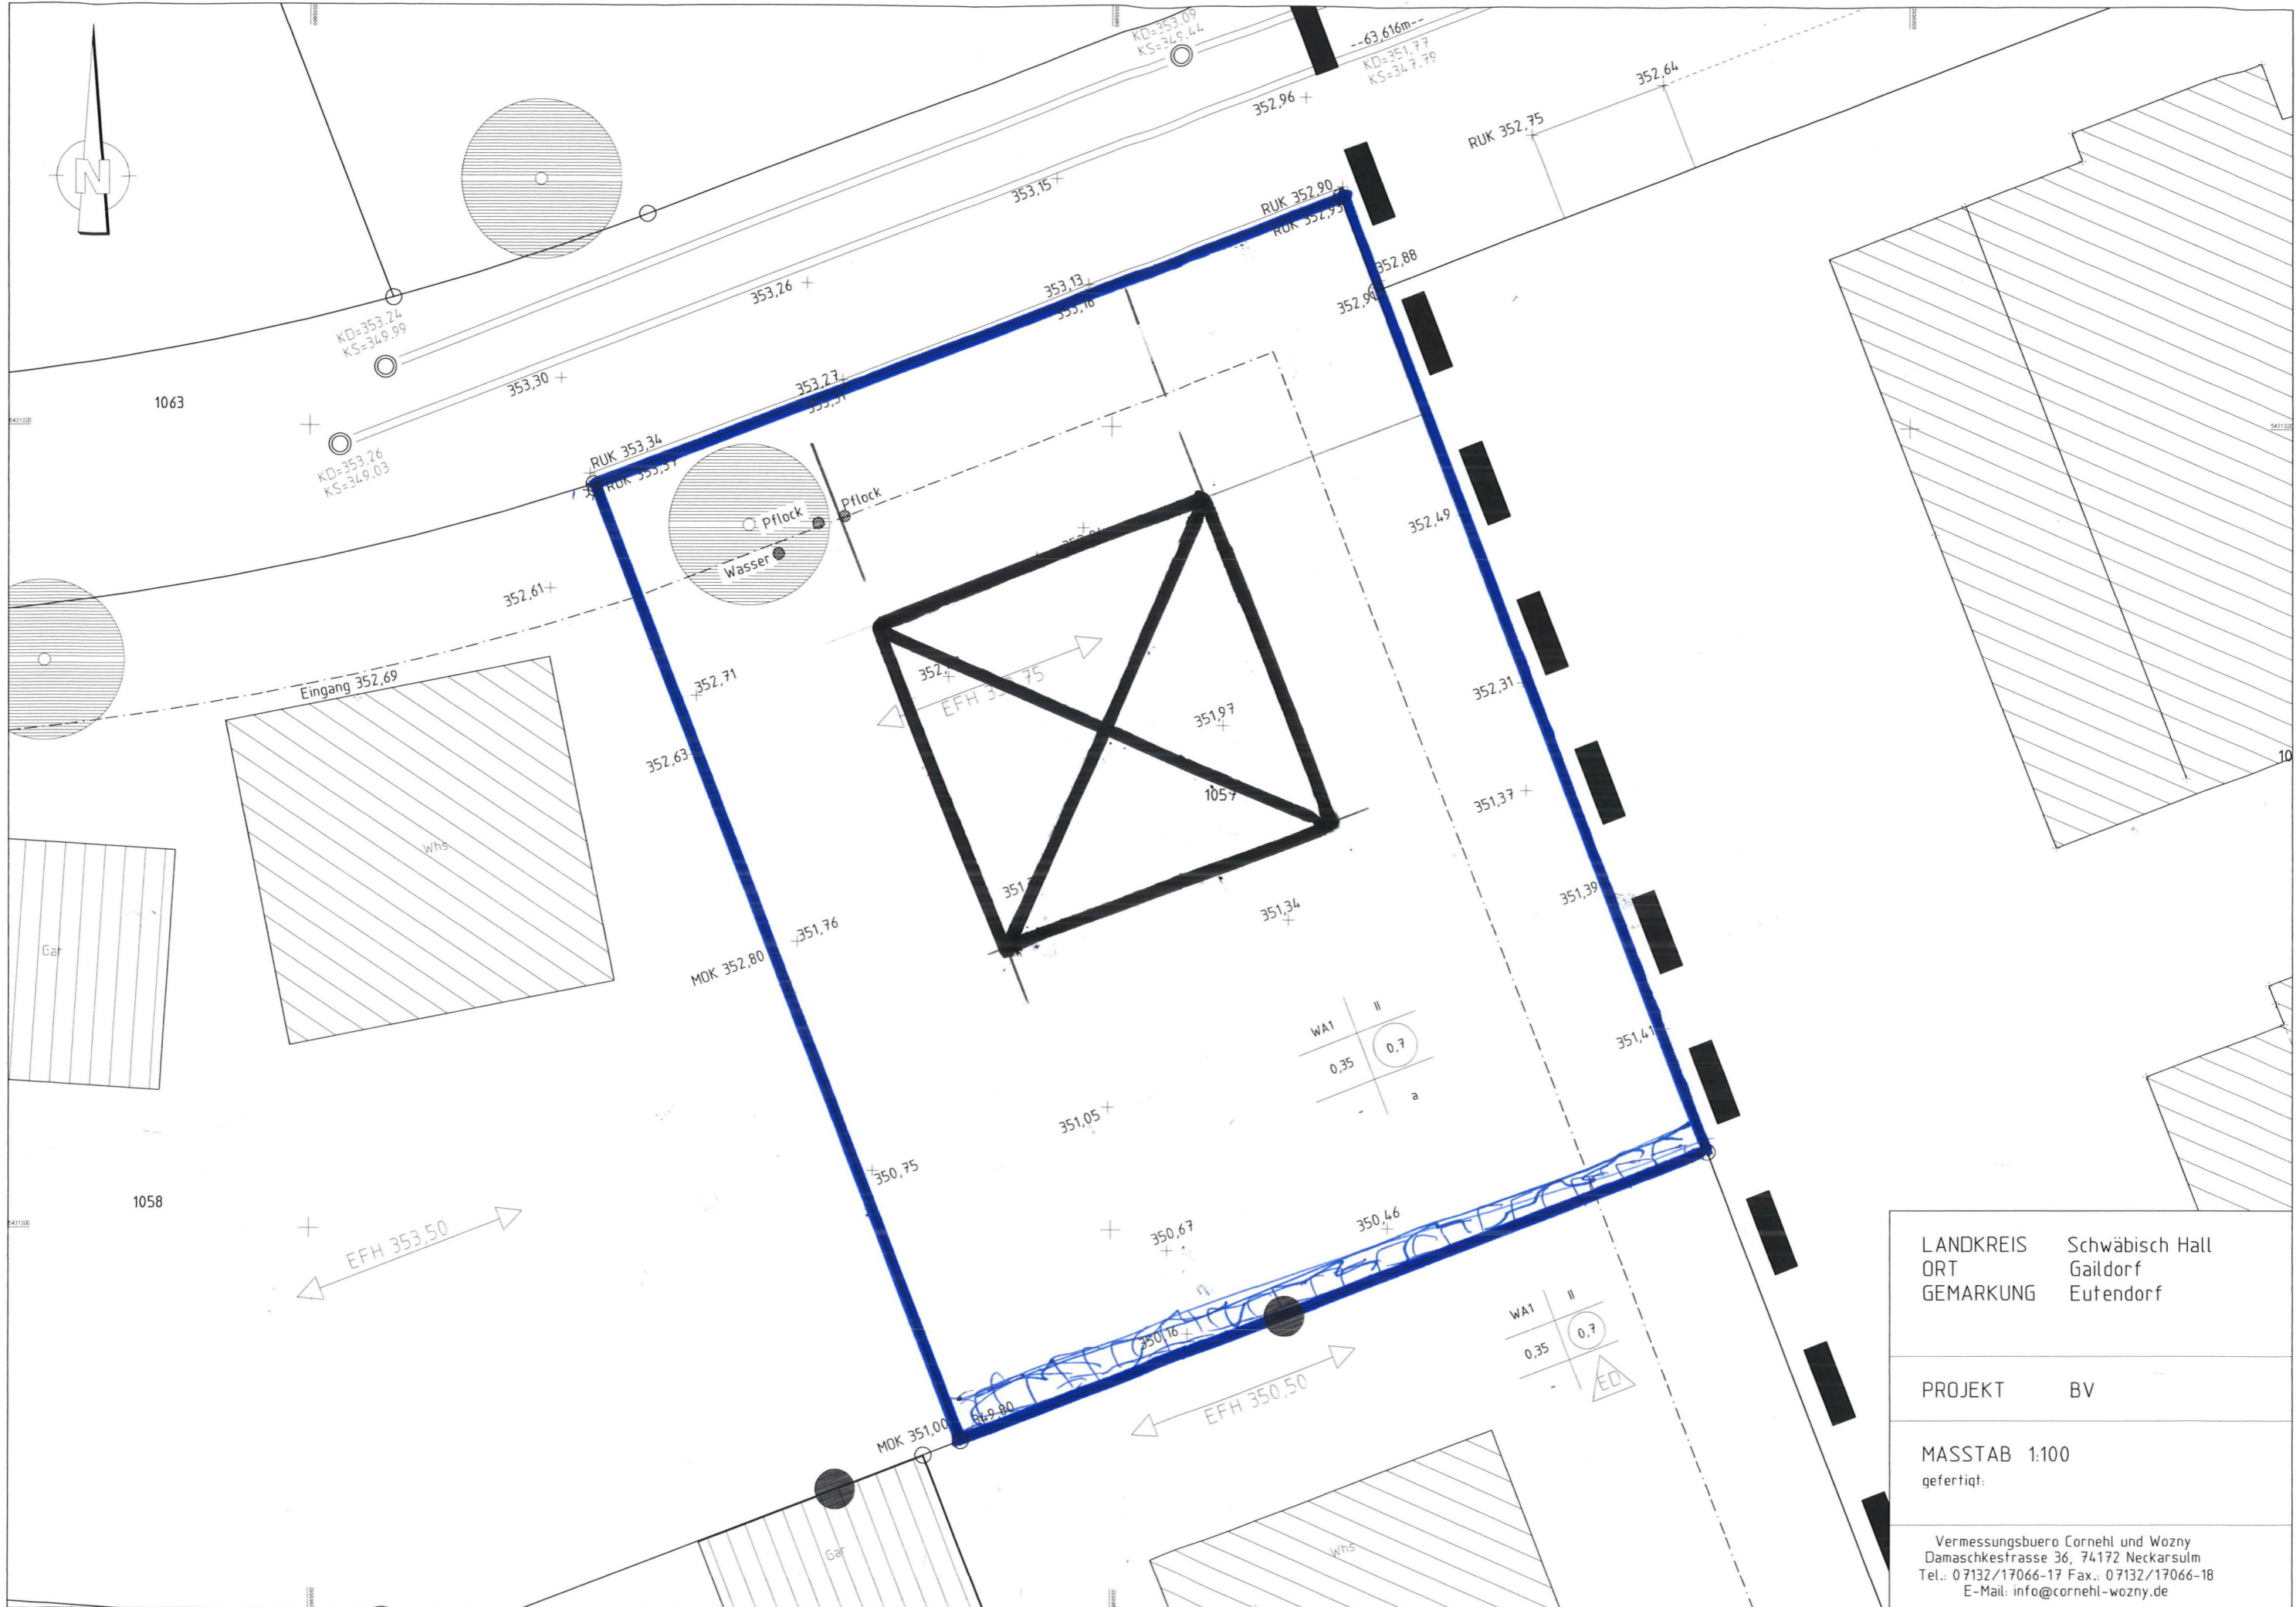 KD=353.09
KS=349.44
--63,616m--
KD=351.77
KS=347.79
352,64
352,96
RUK 352,75
N
353,15
RUK 352,90
RUK 352,93
352,88
353,13
353,26
KD=353.24
KS=349.99
353,27
353,30
1063
5431320
5431320
RUK 353,34
KD=353.26
KS=349.03
Pflock
Pflock
Wasser
352,49
352,61
Eingang 352,69
352,71
352,31
351,97
352,63
10
1057
351,37
Whs
351,39
351,34
351,76
Gar
MOK 352,80
WA1 II
0,35 0,7
- a
351,41
351,05
350,75
1058
5431300
EFH 353,50
350,67
350,46
350,16
WA1 II
0,35 0,7
-
ED
EFH 350,50
349,80
MOK 351,00
Gar
Whs
LANDKREIS Schwäbisch Hall
ORT Gaildorf
GEMARKUNG Eutendorf
PROJEKT BV
MASSTAB 1:100
gefertigt:
Vermessungsbuero Cornehl und Wozny
Damaschkestrasse 36, 74172 Neckarsulm
Tel.: 07132/17066-17 Fax.: 07132/17066-18
E-Mail: info@cornehl-wozny.de